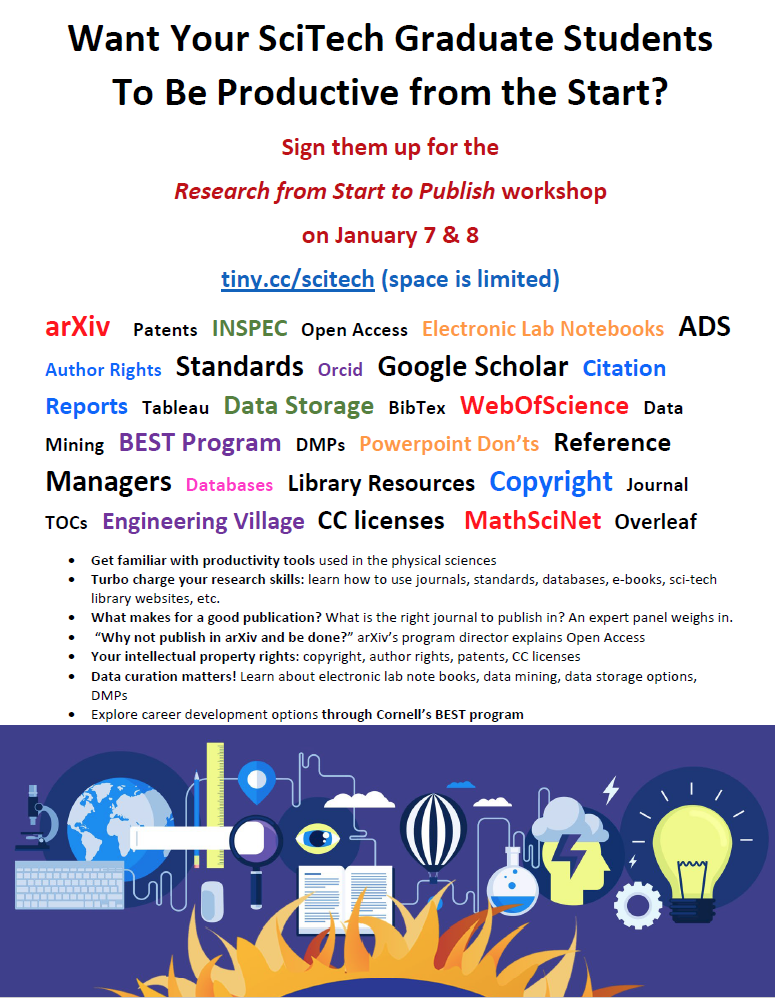 Want Your SciTech Graduate Students
To Be Productive from the Start?
Sign them up for the
Research from Start to Publish workshop
on January 7 & 8
tiny.cc/scitech (space is limited)
arXiv Patents INSPEC Open Access Electronic Lab Notebooks ADS
Author Rights Standards Orcid Google Scholar Citation
Reports Tableau Data Storage BibTex WebOfScience Data
Mining BEST Program DMPs Powerpoint Don’ts Reference
Managers Databases Library Resources Copyright Journal
TOCs Engineering Village CC licenses MathSciNet Overleaf
• Get familiar with productivity tools used in the physical sciences
• Turbo charge your research skills: learn how to use journals, standards, databases, e-books, sci-tech
library websites, etc.
• What makes for a good publication? What is the right journal to publish in? An expert panel weighs in.
• “Why not publish in arXiv and be done?” arXiv’s program director explains Open Access
• Your intellectual property rights: copyright, author rights, patents, CC licenses
• Data curation matters! Learn about electronic lab note books, data mining, data storage options,
DMPs
• Explore career development options through Cornell’s BEST program